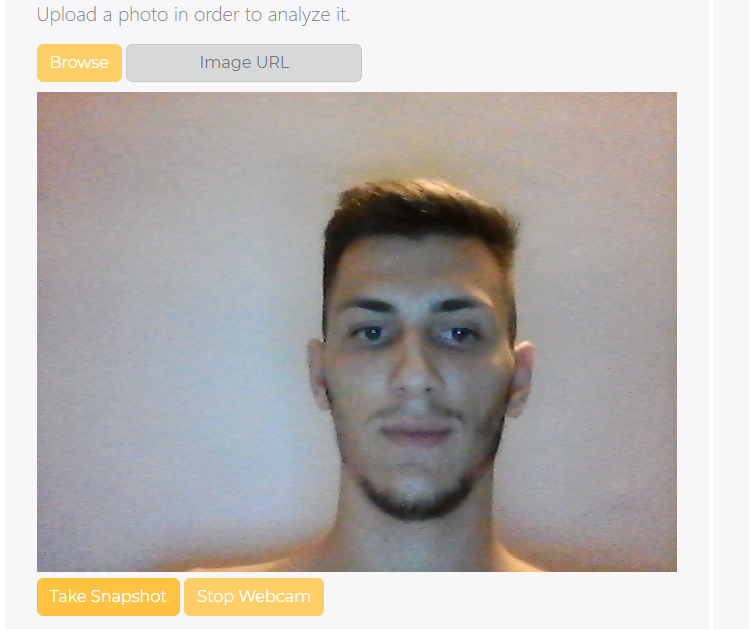 Upload a photo in order to analyze it.
Browse Image URL
Take Snapshot Stop Webcam